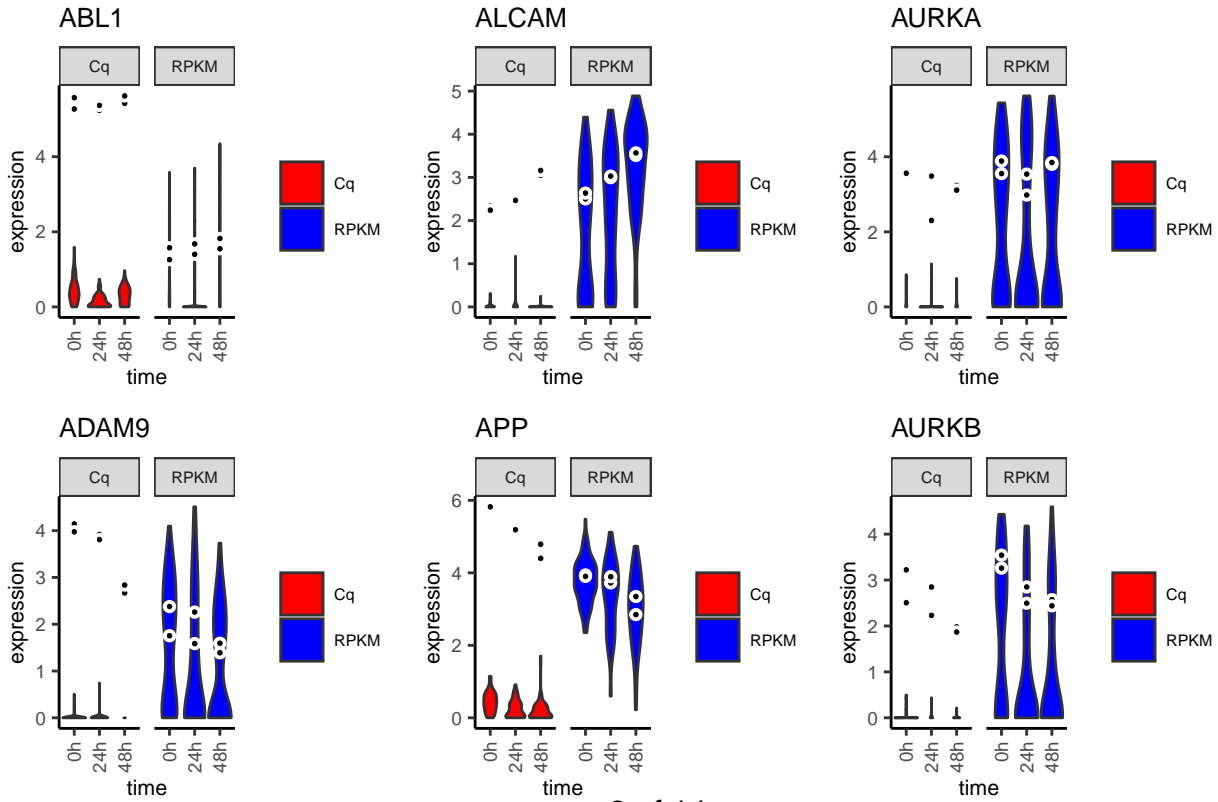 ABL1
Cq RPKM
expression
4
2
0
0h 24h 48h 0h 24h 48h
time
Cq
RPKM
ALCAM
Cq RPKM
expression
5
4
3
2
1
0
0h 24h 48h 0h 24h 48h
time
Cq
RPKM
AURKA
Cq RPKM
expression
4
2
0
0h 24h 48h 0h 24h 48h
time
Cq
RPKM
ADAM9
Cq RPKM
expression
4
3
2
1
0
0h 24h 48h 0h 24h 48h
time
Cq
RPKM
APP
Cq RPKM
expression
6
4
2
0
0h 24h 48h 0h 24h 48h
time
Cq
RPKM
AURKB
Cq RPKM
expression
4
3
2
1
0
0h 24h 48h 0h 24h 48h
time
Cq
RPKM